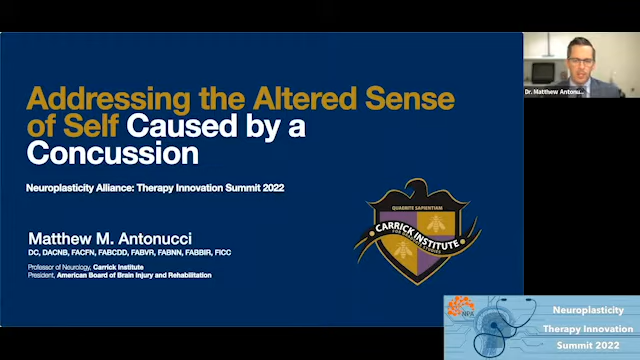 Addressing the Altered Sense
of Self Caused by a
Concussion
Neuroplasticity Alliance: Therapy Innovation Summit 2022
Matthew M. Antonucci
DC, DACNB, FACFN, FABCDD, FABVR, FABNN, FABBIR, FICC
Professor of Neurology, Carrick Institute
President, American Board of Brain Injury and Rehabilitation
QUADRITE SAPIENTIAM
CARRICK INSTITUTE
Dr. Matthew Antonu...
NPA
Neuroplasticity
Therapy Innovation
Summit 2022